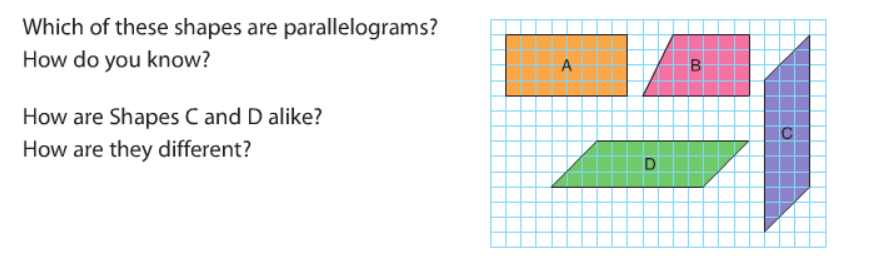 Which of these shapes are parallelograms?
How do you know?
How are Shapes C and D alike?
How are they different?
A
B
C
D